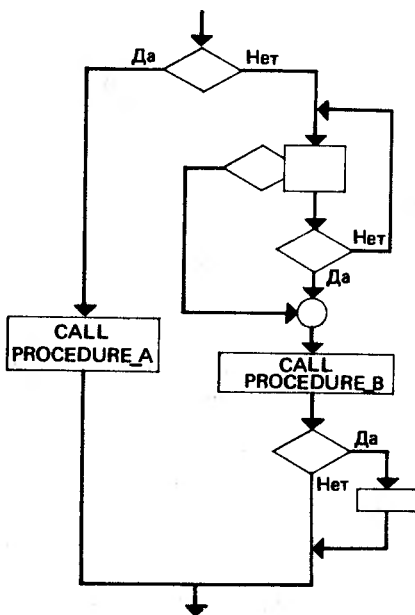 Да
Нет
Нет
Да
CALL
PROCEDURE_A
CALL
PROCEDURE_B
Да
Нет